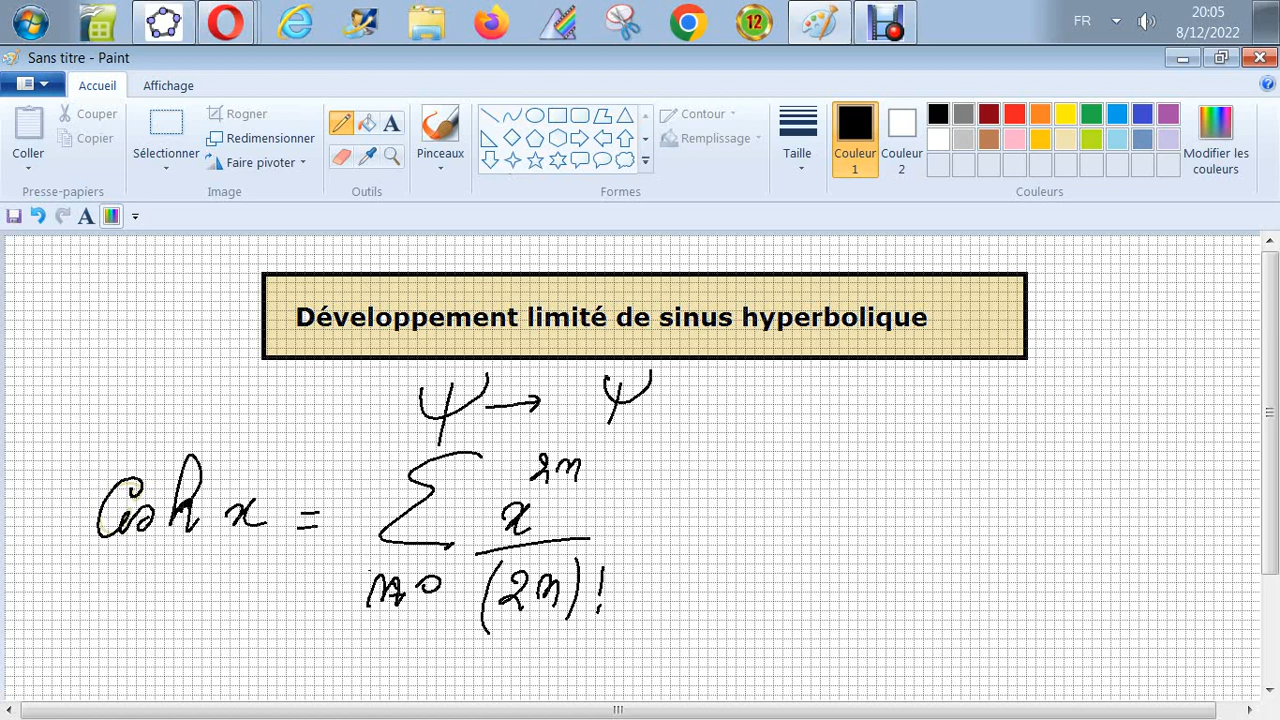 12
FR
20:05
8/12/2022
Sans titre - Paint
Accueil
Affichage
Coller
Couper
Copier
Presse-papiers
Sélectionner
Rogner
Redimensionner
Faire pivoter
Image
A
Outils
Pinceaux
Contour
Remplissage
Formes
Taille
Couleur 1
Couleur 2
Modifier les couleurs
Couleurs
A
Développement limité de sinus hyperbolique
ψ → ψ
Cosh x = ∑ x^2n
(2n)!